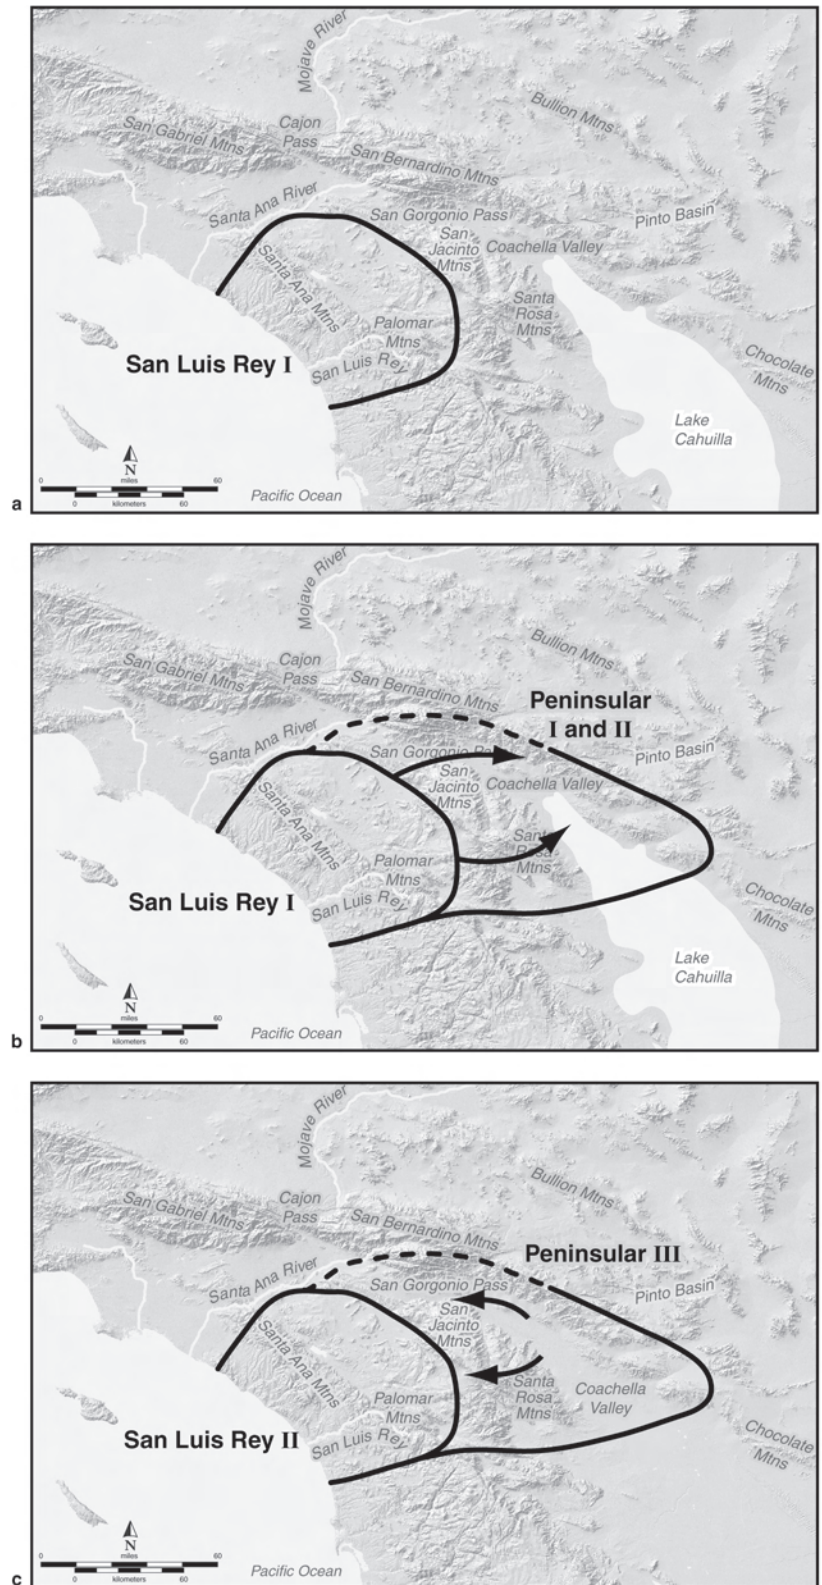 Mojave River
Bullion Mtns
San Gabriel Mtns
Cajon
Pass
San Bernardino Mtns
Santa Ana River
San Gorgonio Pass
Pinto Basin
San
Jacinto
Mtns
Coachella Valley
Santa Ana Mtns
Santa
Rosa
Mtns
Palomar
Mtns
San Luis Rey I
San Luis Rey
Chocolate
Mtns
Lake
Cahuilla
N
0 miles 60
0 kilometers 60
Pacific Ocean
a
Mojave River
Bullion Mtns
San Gabriel Mtns
Cajon
Pass
San Bernardino Mtns
Peninsular
I and II
Santa Ana River
San Gorgonio Pass
Pinto Basin
San
Jacinto
Mtns
Coachella Valley
Santa Ana Mtns
Santa
Rosa
Mtns
Palomar
Mtns
San Luis Rey I
San Luis Rey
Chocolate
Mtns
Lake
Cahuilla
N
0 miles 60
0 kilometers 60
Pacific Ocean
b
Mojave River
Bullion Mtns
San Gabriel Mtns
Cajon
Pass
San Bernardino Mtns
Peninsular III
Santa Ana River
San Gorgonio Pass
Pinto Basin
San
Jacinto
Mtns
Santa Ana Mtns
Santa
Rosa
Mtns
Coachella
Valley
Palomar
Mtns
San Luis Rey II
San Luis Rey
Chocolate
Mtns
N
0 miles 60
0 kilometers 60
Pacific Ocean
c